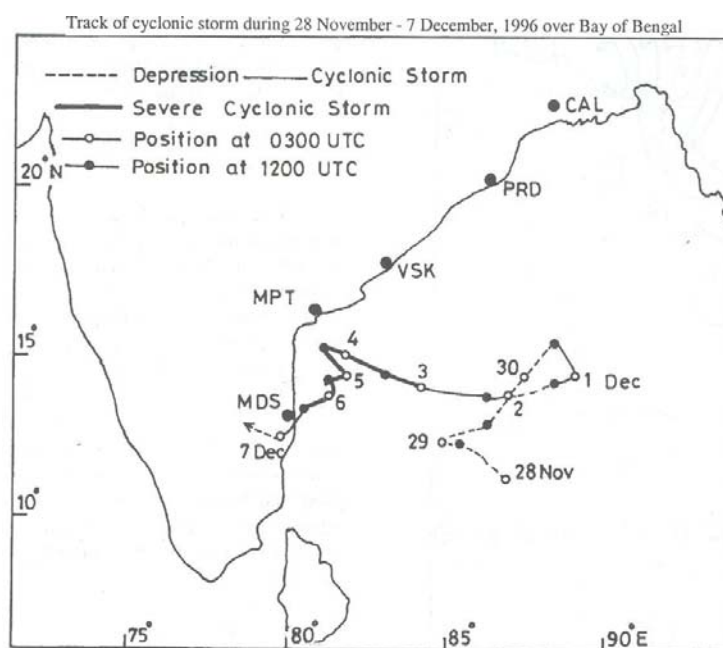 Track of cyclonic storm during 28 November - 7 December, 1996 over Bay of Bengal
Depression Cyclonic Storm
Severe Cyclonic Storm
Position at 0300 UTC
Position at 1200 UTC
CAL
20°N
PRD
VSK
MPT
15°
4
30
3
5
1 Dec
2
6
MDS
29
7 Dec
28 Nov
10°
75° 80° 85° 90°E